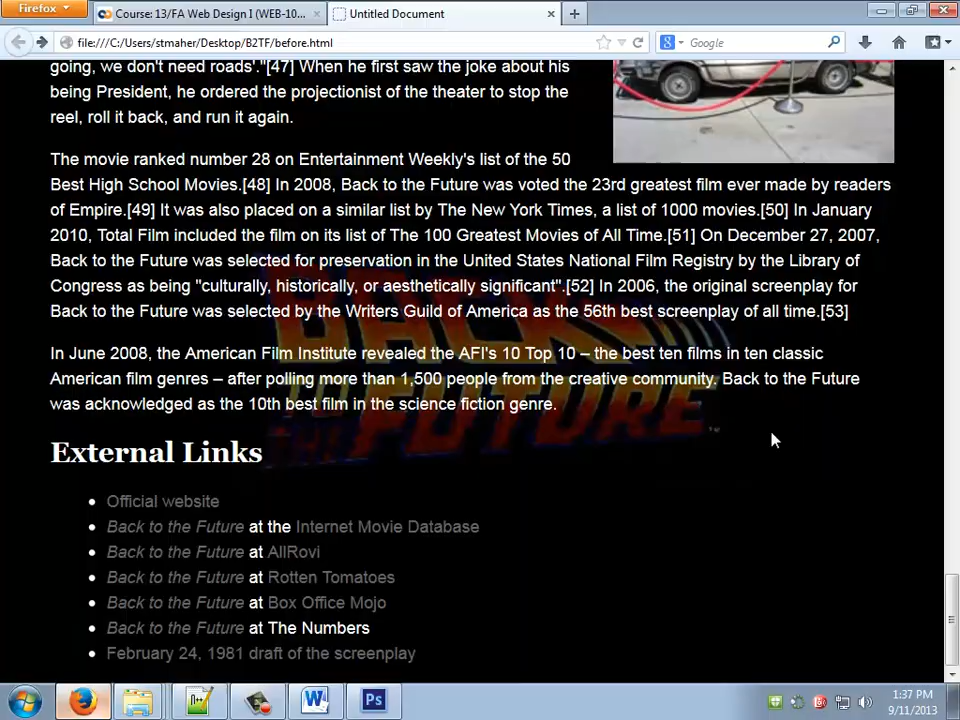 Firefox
Course: 13/FA Web Design I (WEB-10...
Untitled Document
file:///C:/Users/stmaher/Desktop/B2TF/before.html
Google
going, we don't need roads'."[47] When he first saw the joke about his
being President, he ordered the projectionist of the theater to stop the
reel, roll it back, and run it again.
The movie ranked number 28 on Entertainment Weekly's list of the 50
Best High School Movies.[48] In 2008, Back to the Future was voted the 23rd greatest film ever made by readers
of Empire.[49] It was also placed on a similar list by The New York Times, a list of 1000 movies.[50] In January
2010, Total Film included the film on its list of The 100 Greatest Movies of All Time.[51] On December 27, 2007,
Back to the Future was selected for preservation in the United States National Film Registry by the Library of
Congress as being "culturally, historically, or aesthetically significant".[52] In 2006, the original screenplay for
Back to the Future was selected by the Writers Guild of America as the 56th best screenplay of all time.[53]
In June 2008, the American Film Institute revealed the AFI's 10 Top 10 – the best ten films in ten classic
American film genres – after polling more than 1,500 people from the creative community. Back to the Future
was acknowledged as the 10th best film in the science fiction genre.
BACK
TO
THE FUTURE
™
External Links
Official website
Back to the Future at the Internet Movie Database
Back to the Future at AllRovi
Back to the Future at Rotten Tomatoes
Back to the Future at Box Office Mojo
Back to the Future at The Numbers
February 24, 1981 draft of the screenplay
1:37 PM
9/11/2013